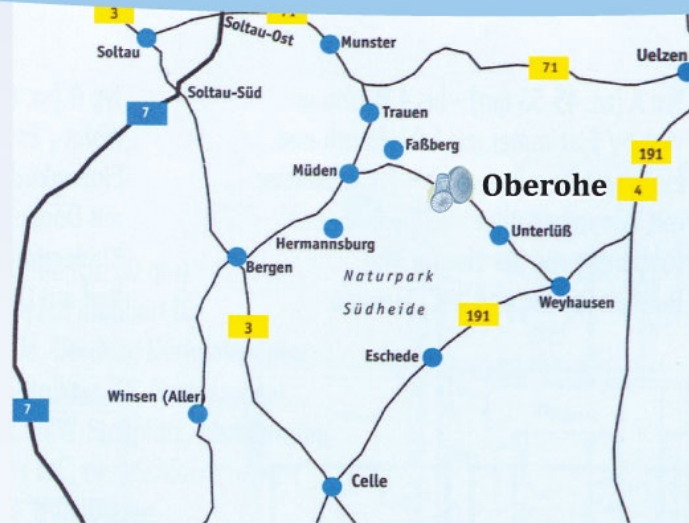 3
71
Soltau-Ost
Soltau
Munster
Uelzen
71
Soltau-Süd
7
Trauen
Faßberg
191
Müden
Oberohe
4
Unterlüß
Hermannsburg
Bergen
Naturpark
Südheide
Weyhausen
3
191
Eschede
Winsen (Aller)
7
Celle